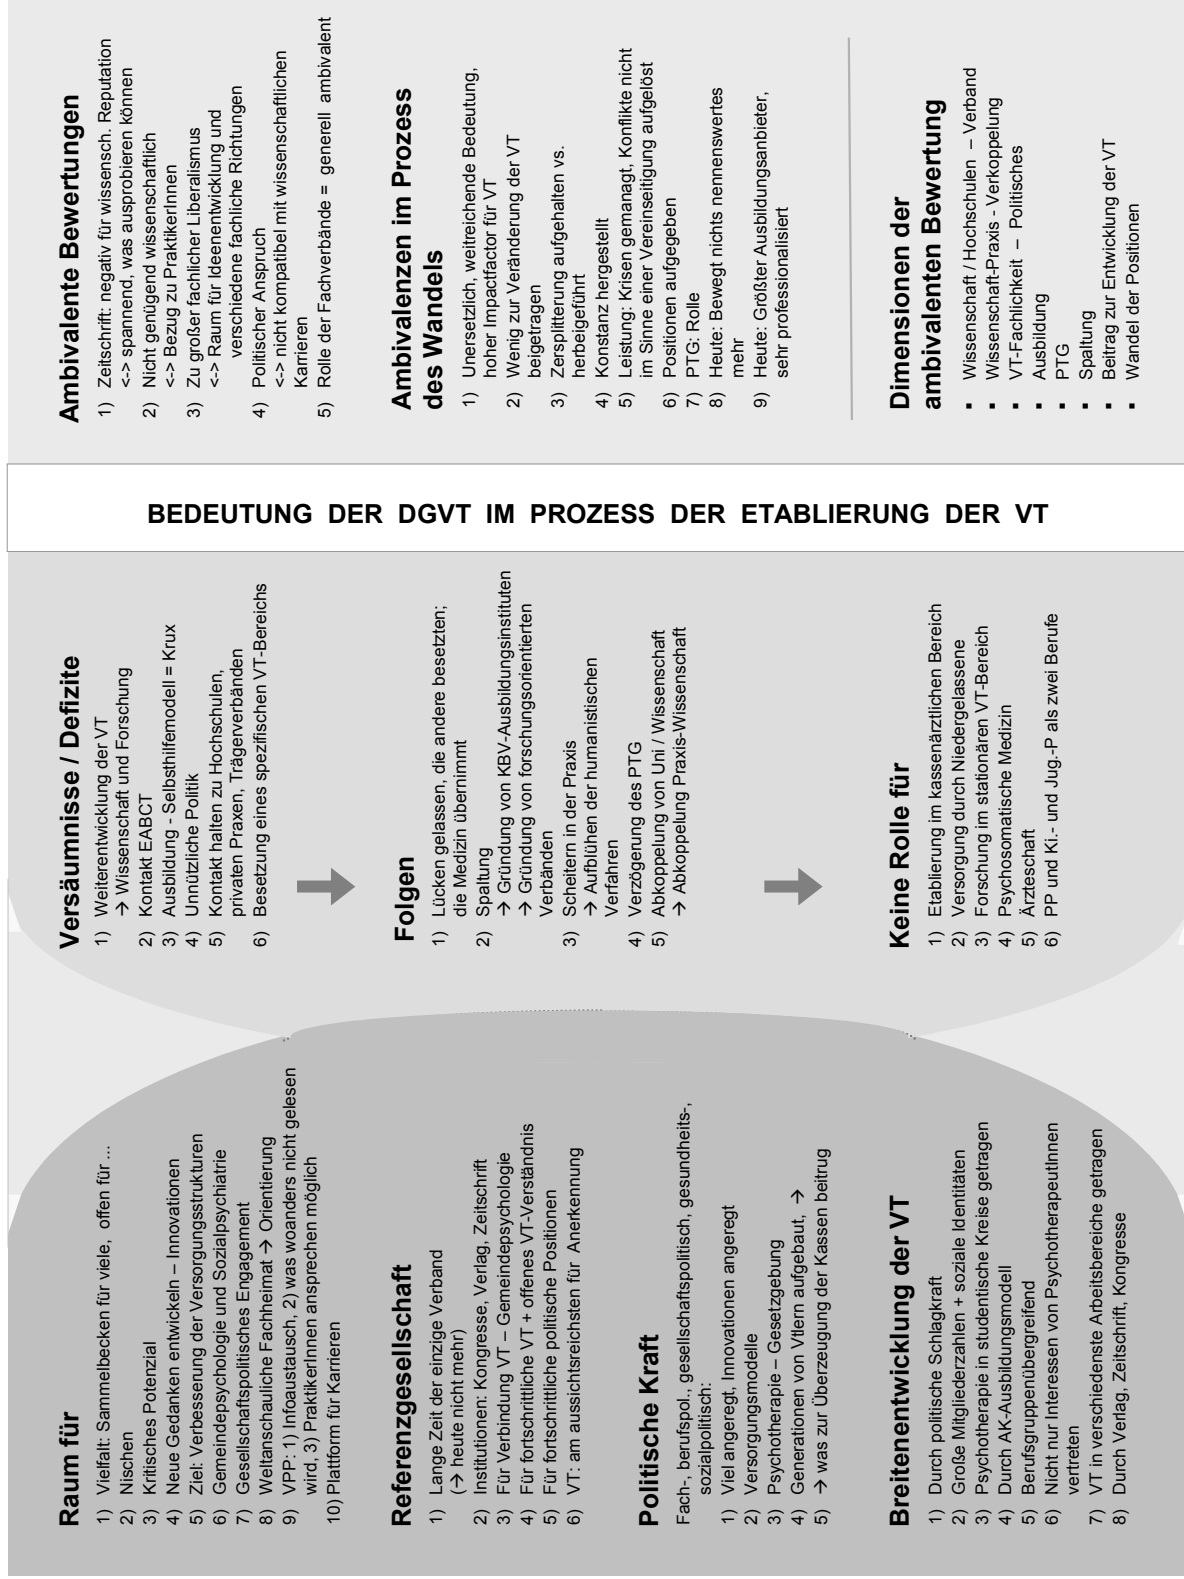 Raum für
1) Vielfalt: Sammelbecken für viele, offen für ...
2) Nischen
3) Kritisches Potenzial
4) Neue Gedanken entwickeln – Innovationen
5) Ziel: Verbesserung der Versorgungsstrukturen
6) Gemeindepsychologie und Sozialpsychiatrie
7) Gesellschaftspolitisches Engagement
8) Weltanschauliche Fachheimat → Orientierung
9) VPP: 1) Infoaustausch, 2) was woanders nicht gelesen
wird, 3) PraktikerInnen ansprechen möglich
10) Plattform für Karrieren
Referenzgesellschaft
1) Lange Zeit der einzige Verband
(→ heute nicht mehr)
2) Institutionen: Kongresse, Verlag, Zeitschrift
3) Für Verbindung VT – Gemeindepsychologie
4) Für fortschrittliche VT + offenes VT-Verständnis
5) Für fortschrittliche politische Positionen
6) VT: am aussichtsreichsten für Anerkennung
Politische Kraft
Fach-, berufspol., gesellschaftspolitisch, gesundheits-,
sozialpolitisch:
1) Viel angeregt, Innovationen angeregt
2) Versorgungsmodelle
3) Psychotherapie – Gesetzgebung
4) Generationen von Vtlern aufgebaut, →
5) → was zur Überzeugung der Kassen beitrug
Breitenentwicklung der VT
1) Durch politische Schlagkraft
2) Große Mitgliederzahlen + soziale Identitäten
3) Psychotherapie in studentische Kreise getragen
4) Durch AK-Ausbildungsmodell
5) Berufsgruppenübergreifend
6) Nicht nur Interessen von PsychotherapeutInnen
vertreten
7) VT in verschiedenste Arbeitsbereiche getragen
8) Durch Verlag, Zeitschrift, Kongresse
Versäumnisse / Defizite
1) Weiterentwicklung der VT
→ Wissenschaft und Forschung
2) Kontakt EABCT
3) Ausbildung - Selbsthilfemodell = Krux
4) Unnützliche Politik
5) Kontakt halten zu Hochschulen,
privaten Praxen, Trägerverbänden
6) Besetzung eines spezifischen VT-Bereichs
Folgen
1) Lücken gelassen, die andere besetzten;
die Medizin übernimmt
2) Spaltung
→ Gründung von KBV-Ausbildungsinstituten
→ Gründung von forschungsorientierten
Verbänden
3) Scheitern in der Praxis
→ Aufblühen der humanistischen
Verfahren
4) Verzögerung des PTG
5) Abkoppelung von Uni / Wissenschaft
→ Abkoppelung Praxis-Wissenschaft
Keine Rolle für
1) Etablierung im kassenärztlichen Bereich
2) Versorgung durch Niedergelassene
3) Forschung im stationären VT-Bereich
4) Psychosomatische Medizin
5) Ärzteschaft
6) PP und Ki.- und Jug.-P als zwei Berufe
BEDEUTUNG DER DGVT IM PROZESS DER ETABLIERUNG DER VT
Ambivalente Bewertungen
1) Zeitschrift: negativ für wissensch. Reputation
<-> spannend, was ausprobieren können
2) Nicht genügend wissenschaftlich
<-> Bezug zu PraktikerInnen
3) Zu großer fachlicher Liberalismus
<-> Raum für Ideenentwicklung und
verschiedene fachliche Richtungen
4) Politischer Anspruch
<-> nicht kompatibel mit wissenschaftlichen
Karrieren
5) Rolle der Fachverbände = generell ambivalent
Ambivalenzen im Prozess
des Wandels
1) Unersetzlich, weitreichende Bedeutung,
hoher Impactfactor für VT
2) Wenig zur Veränderung der VT
beigetragen
3) Zersplitterung aufgehalten vs.
herbeigeführt
4) Konstanz hergestellt
5) Leistung: Krisen gemanagt, Konflikte nicht
im Sinne einer Vereinseitigung aufgelöst
6) Positionen aufgegeben
7) PTG: Rolle
8) Heute: Bewegt nichts nennenswertes
mehr
9) Heute: Größter Ausbildungsanbieter,
sehr professionalisiert
Dimensionen der
ambivalenten Bewertung
▪ Wissenschaft / Hochschulen – Verband
▪ Wissenschaft-Praxis - Verkoppelung
▪ VT-Fachlichkeit – Politisches
▪ Ausbildung
▪ PTG
▪ Spaltung
▪ Beitrag zur Entwicklung der VT
▪ Wandel der Positionen